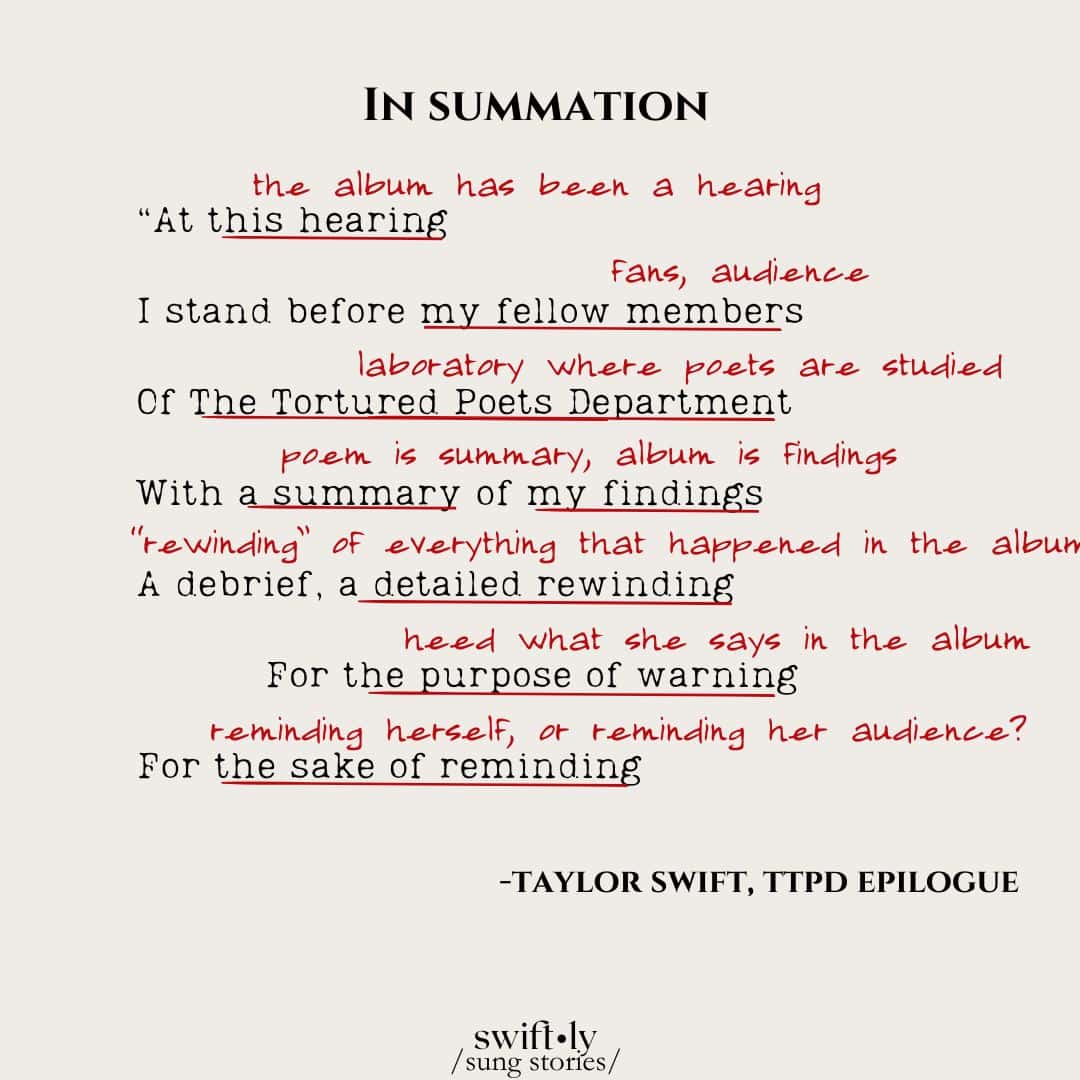 In summation
the album has been a hearing
“At this hearing
Fans, audience
I stand before my fellow members
laboratory where poets are studied
Of The Tortured Poets Department
poem is summary, album is findings
With a summary of my findings
"rewinding" of everything that happened in the album
A debrief, a detailed rewinding
heed what she says in the album
For the purpose of warning
reminding herself, or reminding her audience?
For the sake of reminding
-Taylor Swift, TTPD Epilogue
swift•ly
/sung stories/